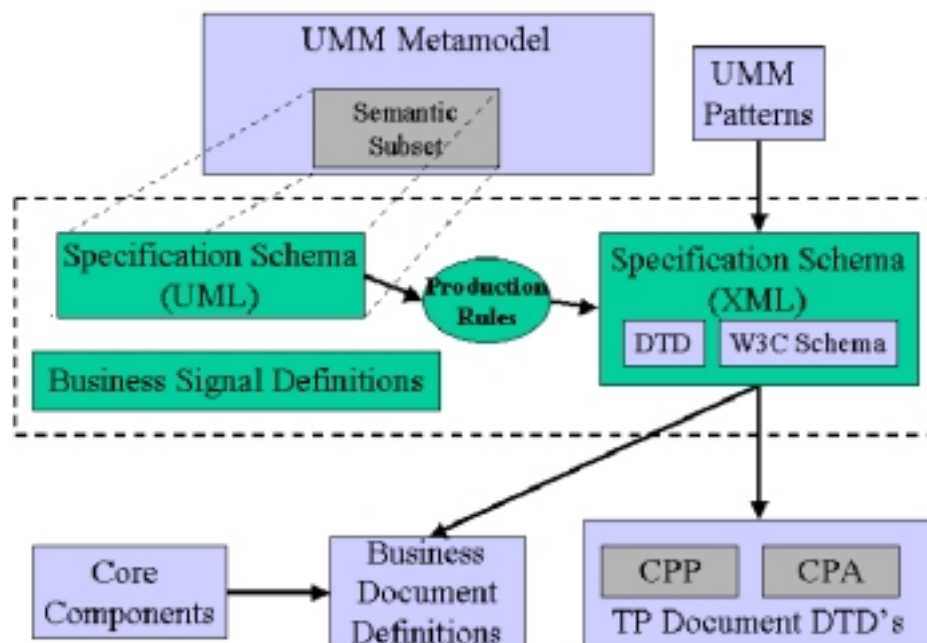 UMM Metamodel
Semantic
Subset
UMM
Patterns
Specification Schema
(UML)
Production
Rules
Specification Schema
(XML)
DTD
W3C Schema
Business Signal Definitions
Core
Components
Business
Document
Definitions
CPP
CPA
TP Document DTD's